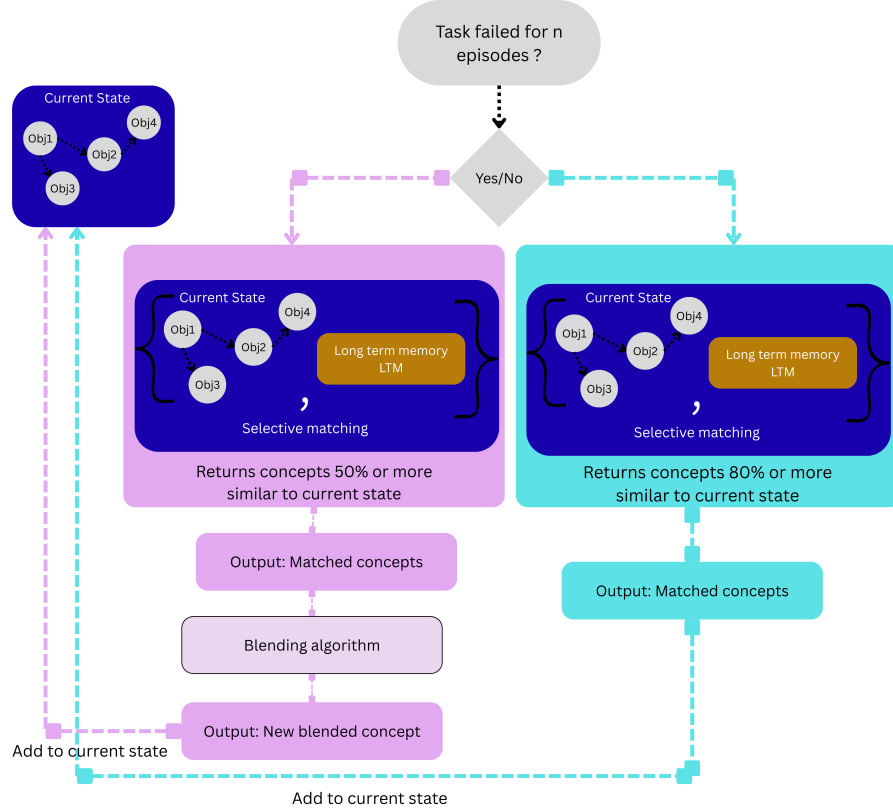 Task failed for n
episodes ?
Current State
Obj4
Obj1
Obj2
Obj3
Yes/No
Current State
Obj4
Obj1
Obj2
Long term memory
LTM
Obj3
,
Selective matching
Returns concepts 50% or more
similar to current state
Current State
Obj4
Obj1
Obj2
Long term memory
LTM
Obj3
,
Selective matching
Returns concepts 80% or more
similar to current state
Output: Matched concepts
Output: Matched concepts
Blending algorithm
Output: New blended concept
Add to current state
Add to current state